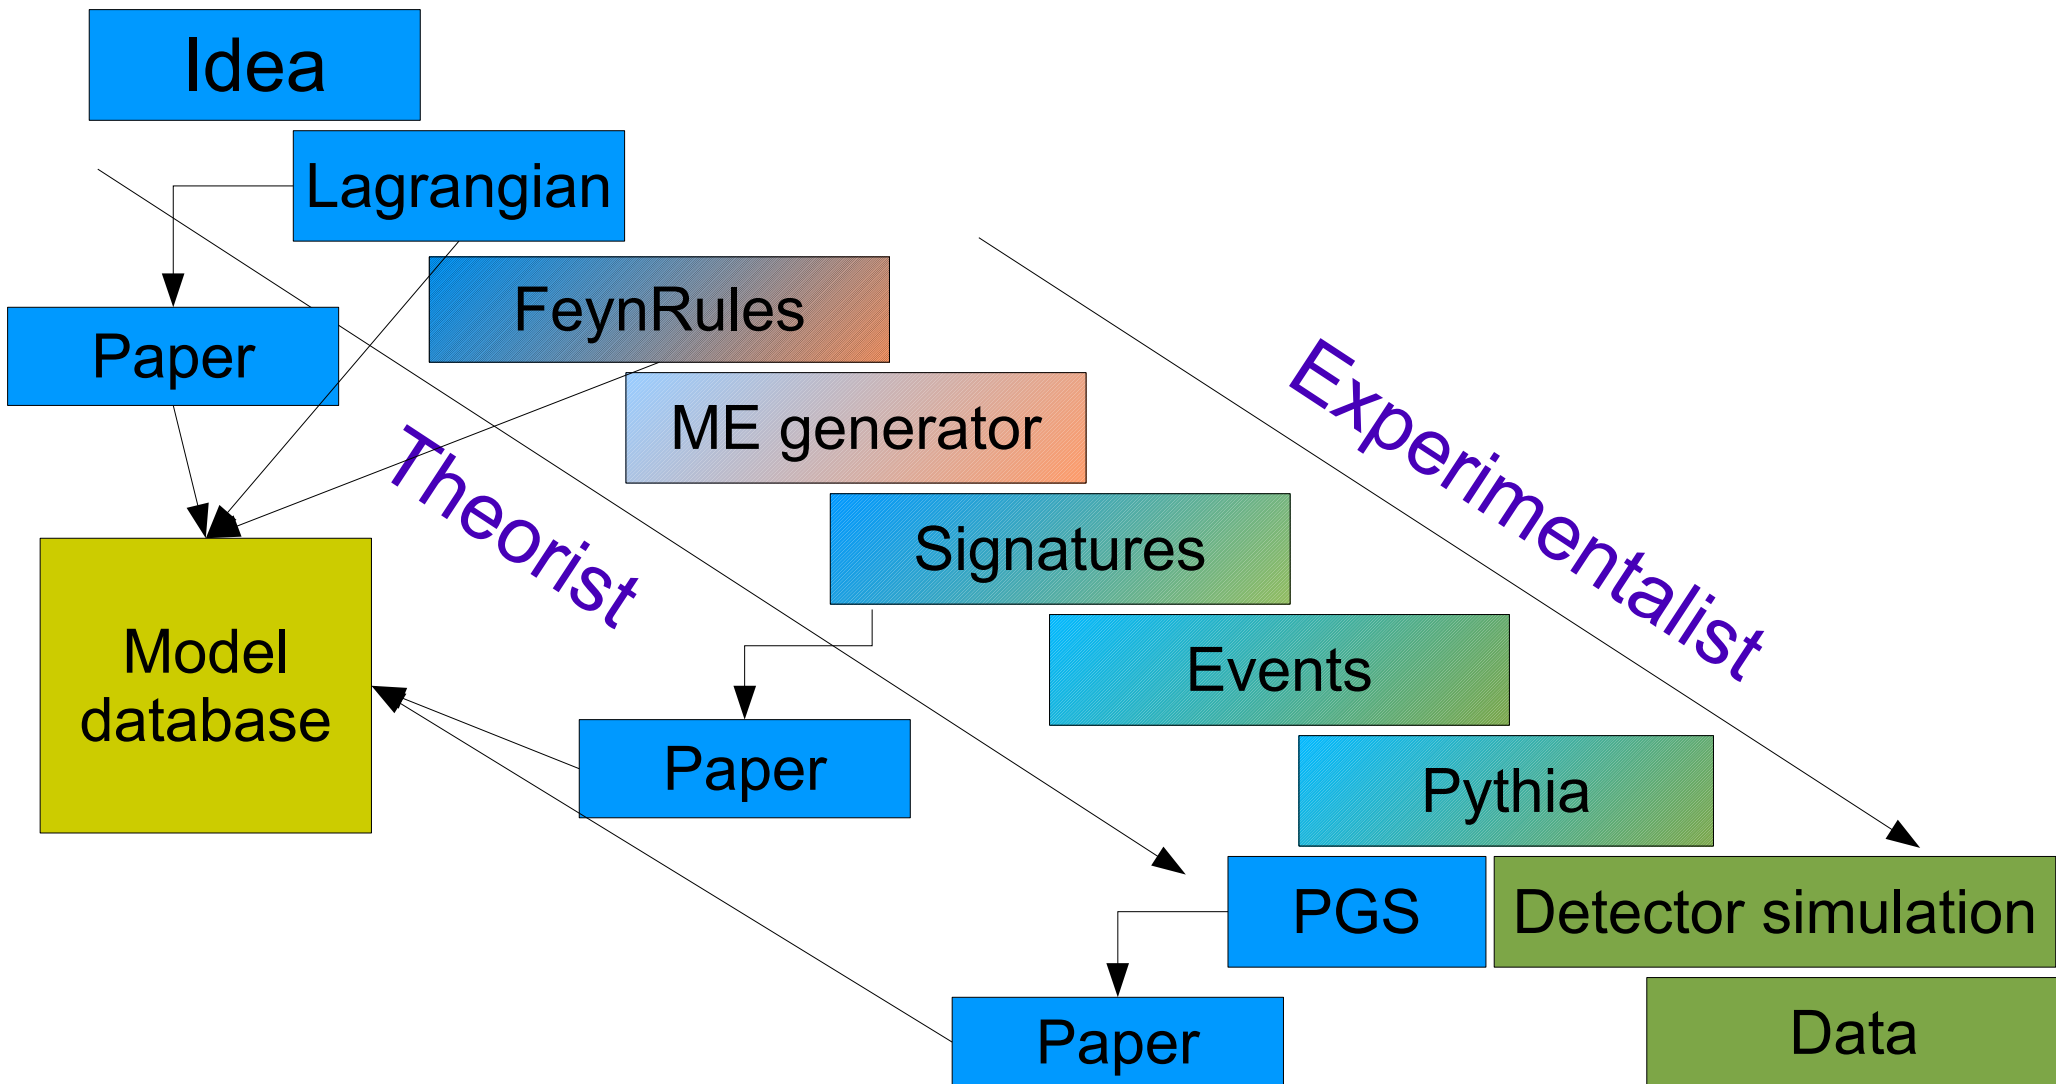 Idea
Lagrangian
FeynRules
Paper
ME generator
Theorist
Experimentalist
Signatures
Model
database
Events
Paper
Pythia
PGS
Detector simulation
Paper
Data